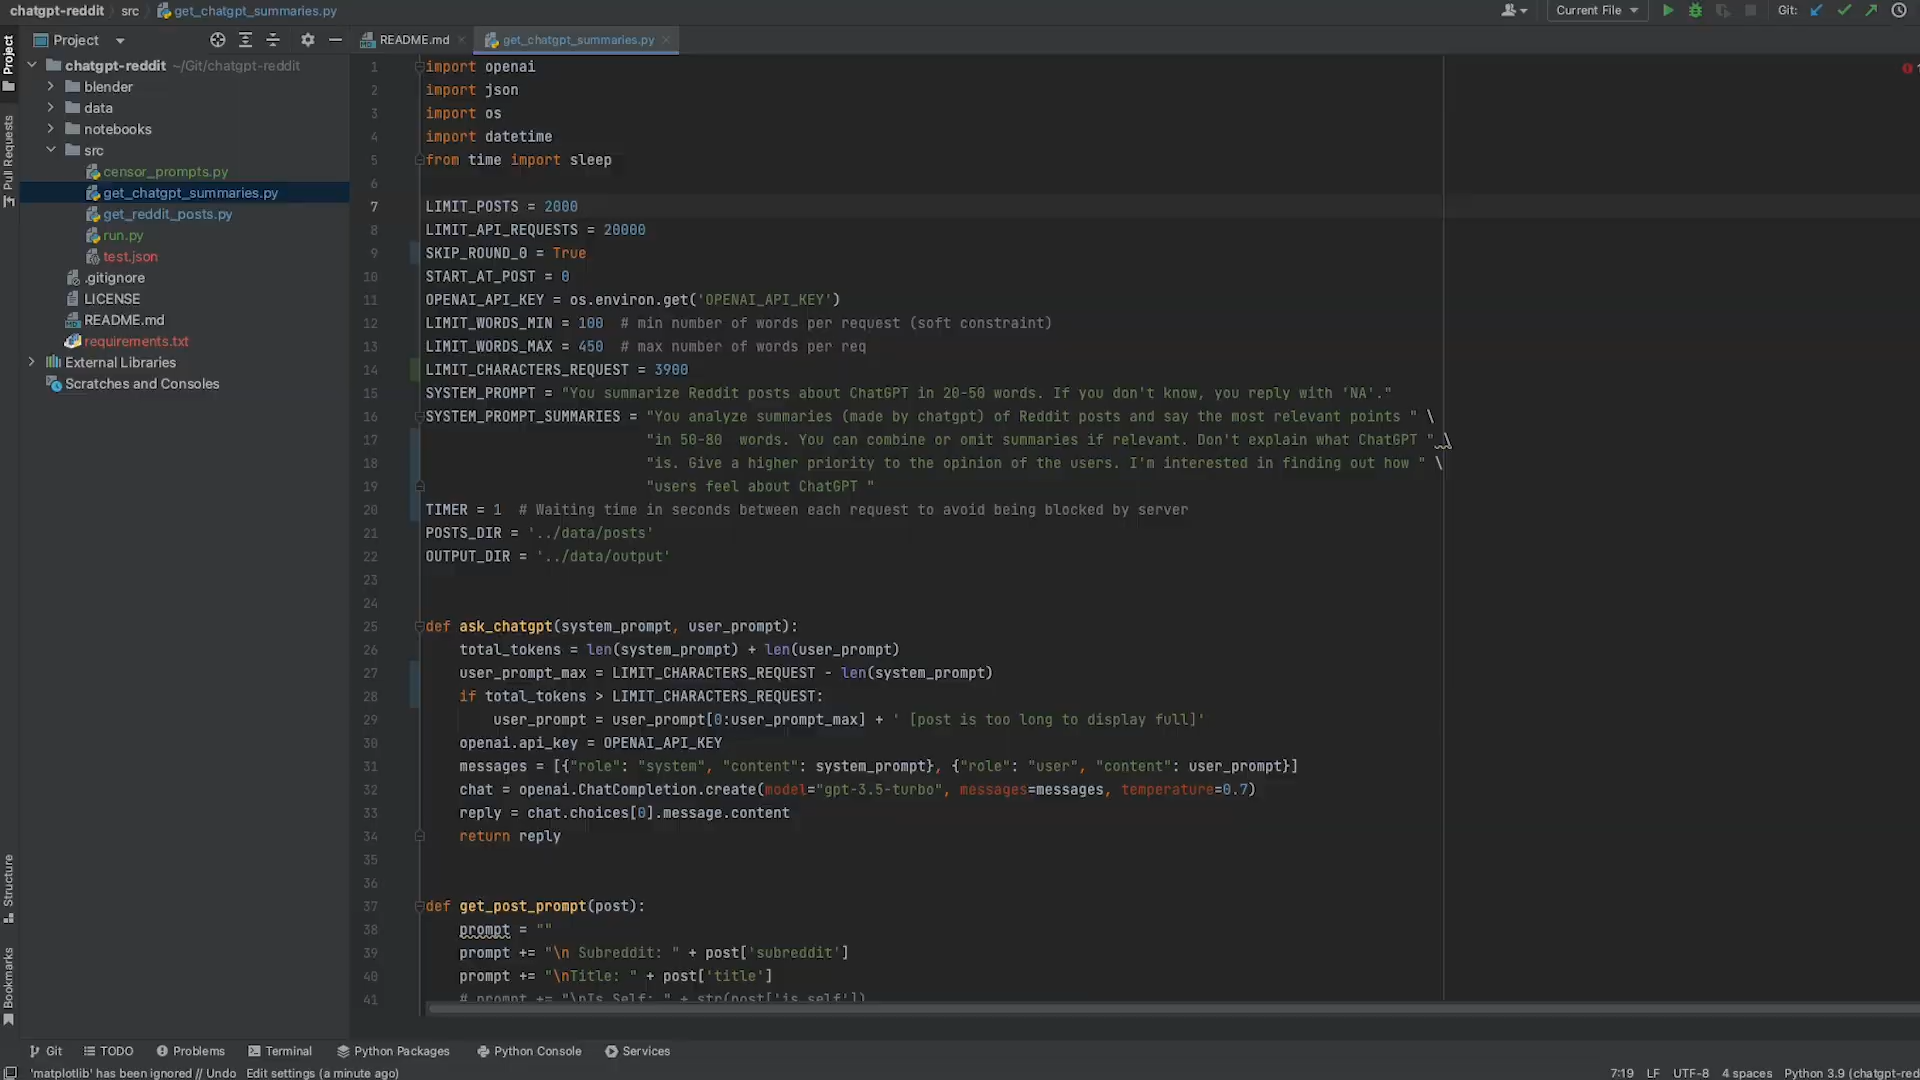 chatgpt-reddit src get_chatgpt_summaries.py
Current File
Git:
Project
README.md
get_chatgpt_summaries.py
Project
Pull Requests
Structure
Bookmarks
chatgpt-reddit ~/Git/chatgpt-reddit
blender
data
notebooks
src
censor_prompts.py
get_chatgpt_summaries.py
get_reddit_posts.py
run.py
test.json
.gitignore
LICENSE
README.md
requirements.txt
External Libraries
Scratches and Consoles
1 import openai
2 import json
3 import os
4 import datetime
5 from time import sleep
6
7 LIMIT_POSTS = 2000
8 LIMIT_API_REQUESTS = 20000
9 SKIP_ROUND_0 = True
10 START_AT_POST = 0
11 OPENAI_API_KEY = os.environ.get('OPENAI_API_KEY')
12 LIMIT_WORDS_MIN = 100 # min number of words per request (soft constraint)
13 LIMIT_WORDS_MAX = 450 # max number of words per req
14 LIMIT_CHARACTERS_REQUEST = 3900
15 SYSTEM_PROMPT = "You summarize Reddit posts about ChatGPT in 20-50 words. If you don't know, you reply with 'NA'."
16 SYSTEM_PROMPT_SUMMARIES = "You analyze summaries (made by chatgpt) of Reddit posts and say the most relevant points " \
17 "in 50-80  words. You can combine or omit summaries if relevant. Don't explain what ChatGPT " \
18 "is. Give a higher priority to the opinion of the users. I'm interested in finding out how " \
19 "users feel about ChatGPT "
20 TIMER = 1 # Waiting time in seconds between each request to avoid being blocked by server
21 POSTS_DIR = '../data/posts'
22 OUTPUT_DIR = '../data/output'
23
24
25 def ask_chatgpt(system_prompt, user_prompt):
26 total_tokens = len(system_prompt) + len(user_prompt)
27 user_prompt_max = LIMIT_CHARACTERS_REQUEST - len(system_prompt)
28 if total_tokens > LIMIT_CHARACTERS_REQUEST:
29 user_prompt = user_prompt[0:user_prompt_max] + ' [post is too long to display full]'
30 openai.api_key = OPENAI_API_KEY
31 messages = [{"role": "system", "content": system_prompt}, {"role": "user", "content": user_prompt}]
32 chat = openai.ChatCompletion.create(model="gpt-3.5-turbo", messages=messages, temperature=0.7)
33 reply = chat.choices[0].message.content
34 return reply
35
36
37 def get_post_prompt(post):
38 prompt = ""
39 prompt += "\n Subreddit: " + post['subreddit']
40 prompt += "\nTitle: " + post['title']
41 # prompt += "\nIs Self: " + str(post['is_self'])
Git TODO Problems Terminal Python Packages Python Console Services
'matplotlib' has been ignored // Undo Edit settings (a minute ago)
7:19 LF UTF-8 4 spaces Python 3.9 (chatgpt-red